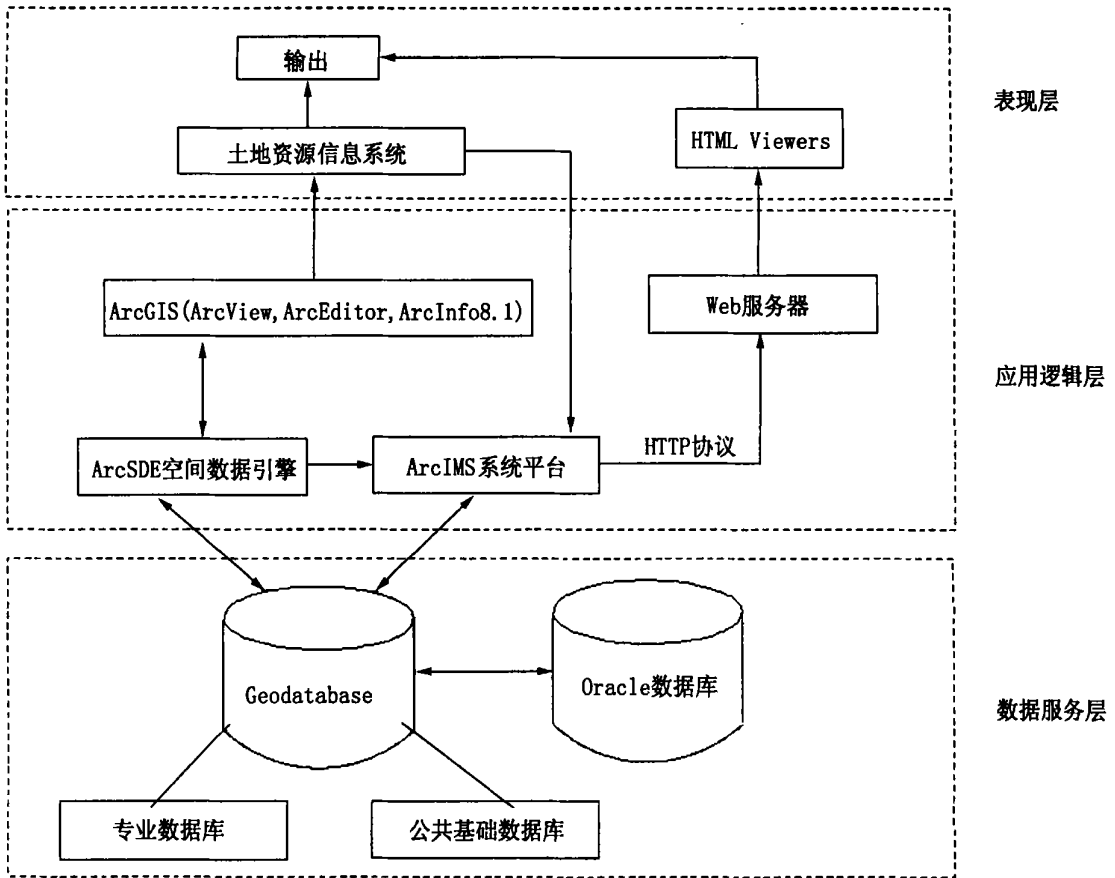 输出
表现层
土地资源信息系统
HTML Viewers
ArcGIS(ArcView,ArcEditor,ArcInfo8.1)
Web服务器
应用逻辑层
ArcSDE空间数据引擎
ArcIMS系统平台
HTTP协议
Geodatabase
Oracle数据库
数据服务层
专业数据库
公共基础数据库